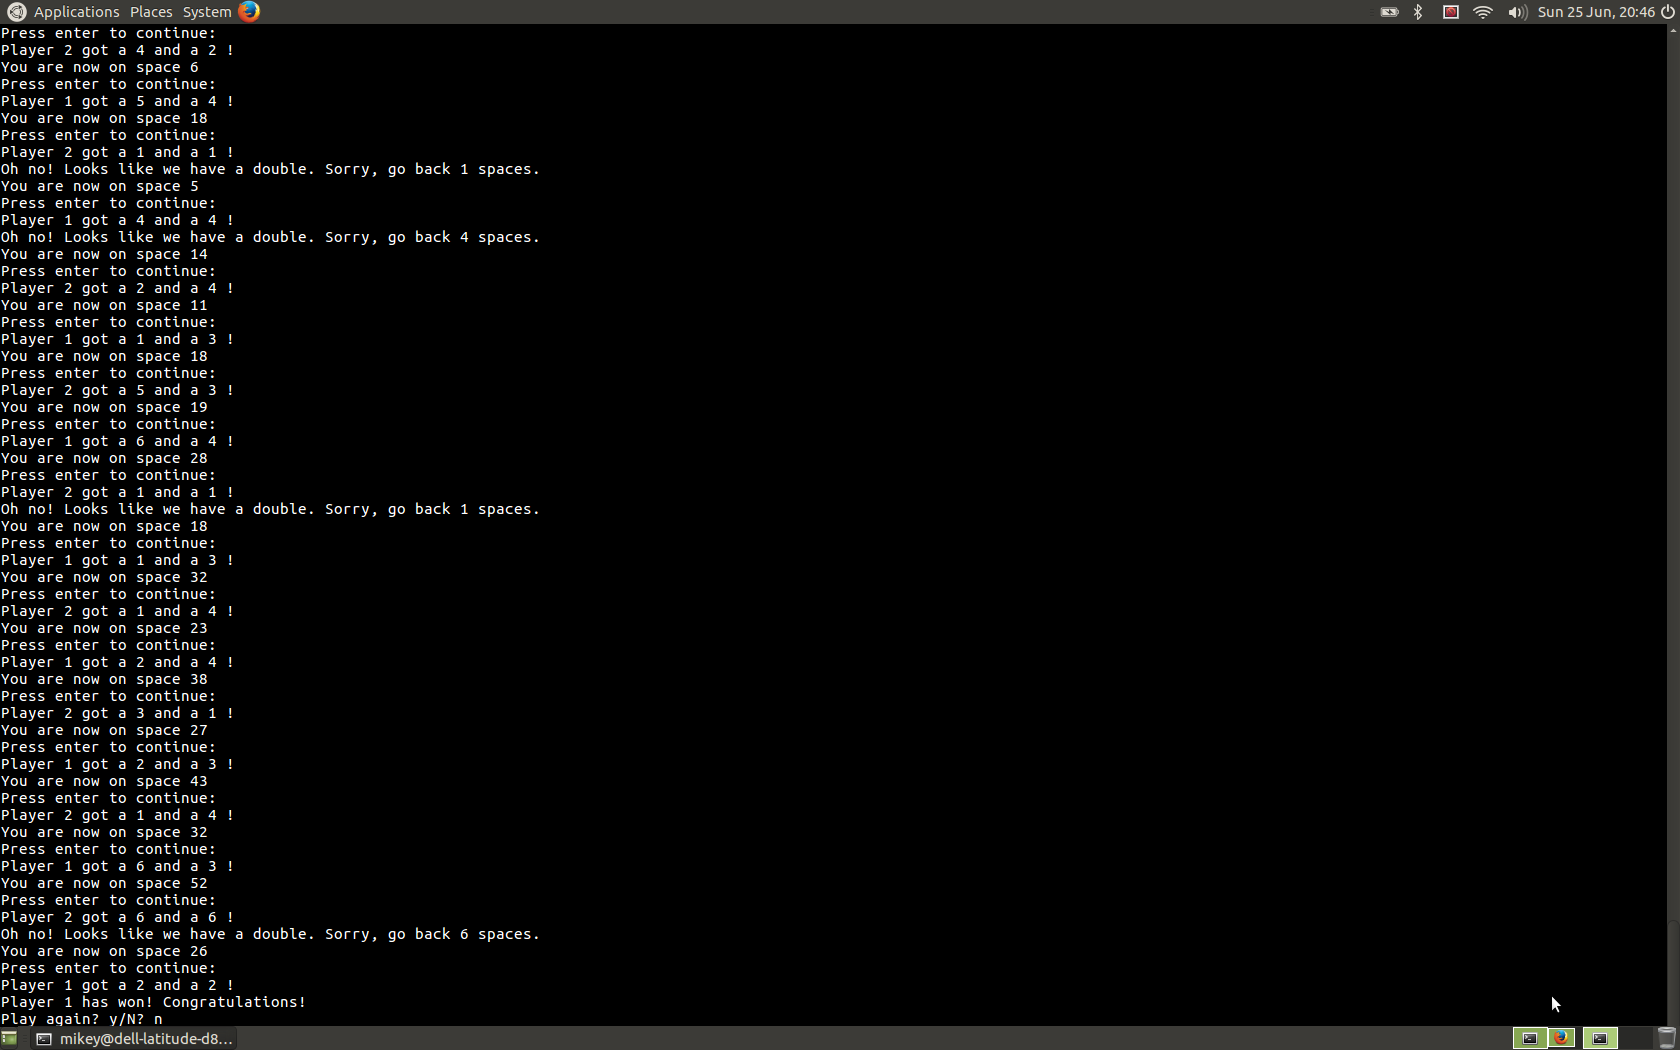 Applications Places System Sun 25 Jun, 20:46
Press enter to continue:
Player 2 got a 4 and a 2 !
You are now on space 6
Press enter to continue:
Player 1 got a 5 and a 4 !
You are now on space 18
Press enter to continue:
Player 2 got a 1 and a 1 !
Oh no! Looks like we have a double. Sorry, go back 1 spaces.
You are now on space 5
Press enter to continue:
Player 1 got a 4 and a 4 !
Oh no! Looks like we have a double. Sorry, go back 4 spaces.
You are now on space 14
Press enter to continue:
Player 2 got a 2 and a 4 !
You are now on space 11
Press enter to continue:
Player 1 got a 1 and a 3 !
You are now on space 18
Press enter to continue:
Player 2 got a 5 and a 3 !
You are now on space 19
Press enter to continue:
Player 1 got a 6 and a 4 !
You are now on space 28
Press enter to continue:
Player 2 got a 1 and a 1 !
Oh no! Looks like we have a double. Sorry, go back 1 spaces.
You are now on space 18
Press enter to continue:
Player 1 got a 1 and a 3 !
You are now on space 32
Press enter to continue:
Player 2 got a 1 and a 4 !
You are now on space 23
Press enter to continue:
Player 1 got a 2 and a 4 !
You are now on space 38
Press enter to continue:
Player 2 got a 3 and a 1 !
You are now on space 27
Press enter to continue:
Player 1 got a 2 and a 3 !
You are now on space 43
Press enter to continue:
Player 2 got a 1 and a 4 !
You are now on space 32
Press enter to continue:
Player 1 got a 6 and a 3 !
You are now on space 52
Press enter to continue:
Player 2 got a 6 and a 6 !
Oh no! Looks like we have a double. Sorry, go back 6 spaces.
You are now on space 26
Press enter to continue:
Player 1 got a 2 and a 2 !
Player 1 has won! Congratulations!
Play again? y/N? n
mikey@dell-latitude-d8...